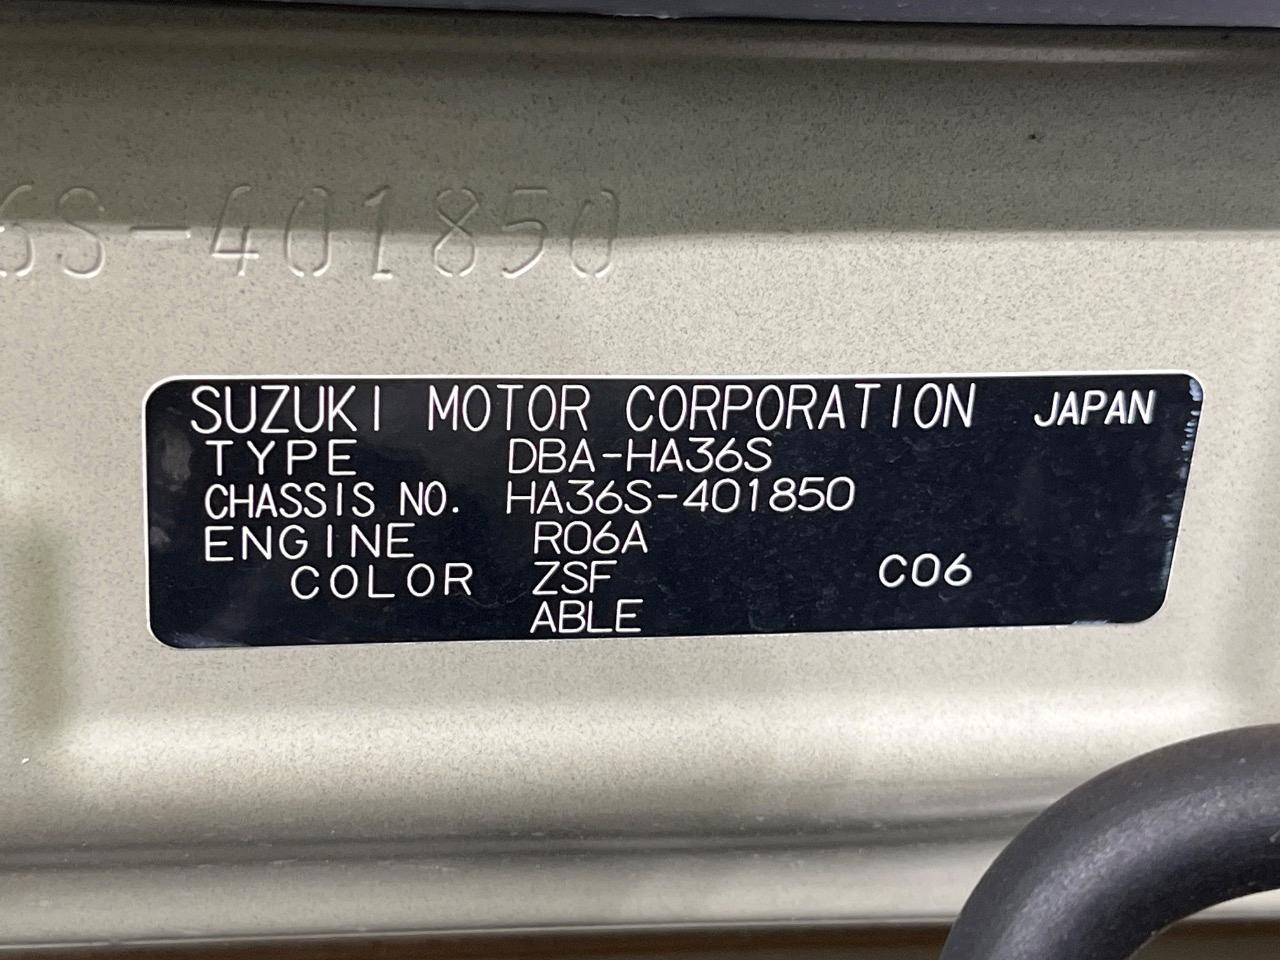 6S-401850
SUZUKI MOTOR CORPORATION JAPAN
TYPE DBA-HA36S
CHASSIS NO. HA36S-401850
ENGINE R06A
COLOR ZSF C06
ABLE